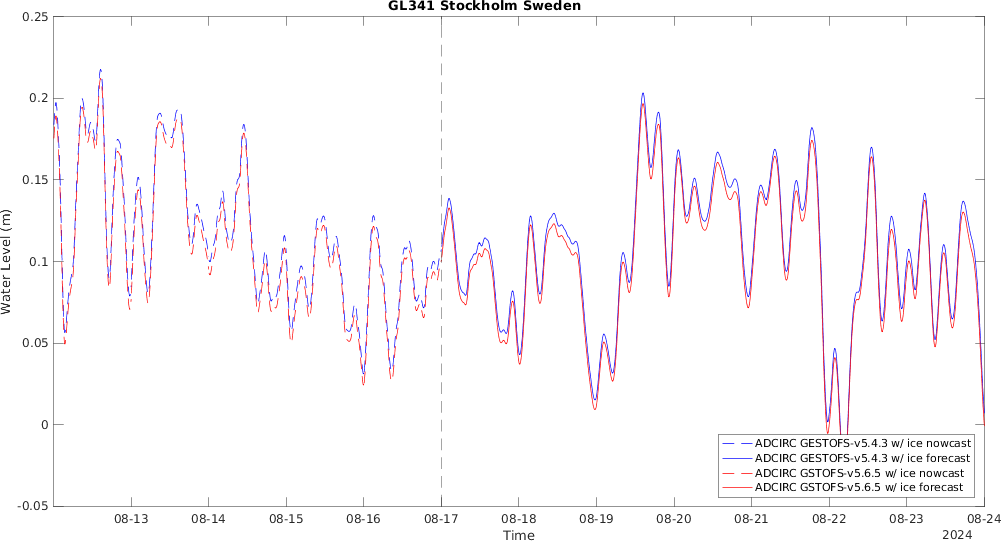 GL341 Stockholm Sweden
0.25
0.2
0.15
0.1
0.05
0
-0.05
Water Level (m)
ADCIRC GESTOFS-v5.4.3 w/ ice nowcast
ADCIRC GESTOFS-v5.4.3 w/ ice forecast
ADCIRC GSTOFS-v5.6.5 w/ ice nowcast
ADCIRC GSTOFS-v5.6.5 w/ ice forecast
08-13 08-14 08-15 08-16 08-17 08-18 08-19 08-20 08-21 08-22 08-23 08-24
Time
2024